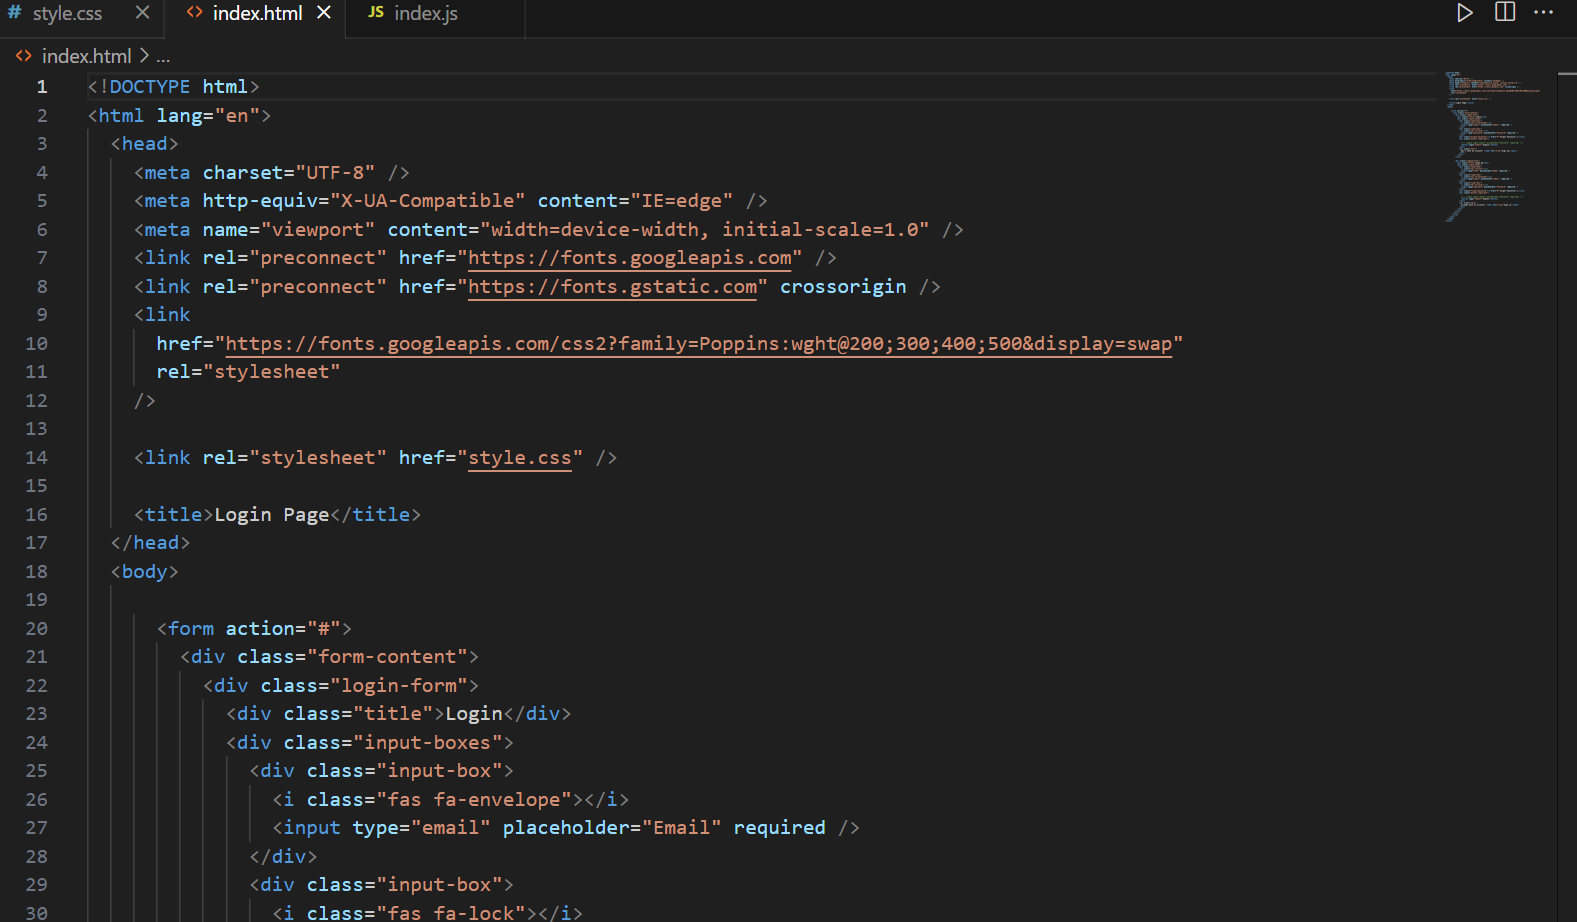 # style.css
<> index.html
JS index.js
<> index.html > ...
1 <!DOCTYPE html>
2 <html lang="en">
3 <head>
4 <meta charset="UTF-8" />
5 <meta http-equiv="X-UA-Compatible" content="IE=edge" />
6 <meta name="viewport" content="width=device-width, initial-scale=1.0" />
7 <link rel="preconnect" href="https://fonts.googleapis.com" />
8 <link rel="preconnect" href="https://fonts.gstatic.com" crossorigin />
9 <link
10 href="https://fonts.googleapis.com/css2?family=Poppins:wght@200;300;400;500&display=swap"
11 rel="stylesheet"
12 />
13
14 <link rel="stylesheet" href="style.css" />
15
16 <title>Login Page</title>
17 </head>
18 <body>
19
20 <form action="#">
21 <div class="form-content">
22 <div class="login-form">
23 <div class="title">Login</div>
24 <div class="input-boxes">
25 <div class="input-box">
26 <i class="fas fa-envelope"></i>
27 <input type="email" placeholder="Email" required />
28 </div>
29 <div class="input-box">
30 <i class="fas fa-lock"></i>